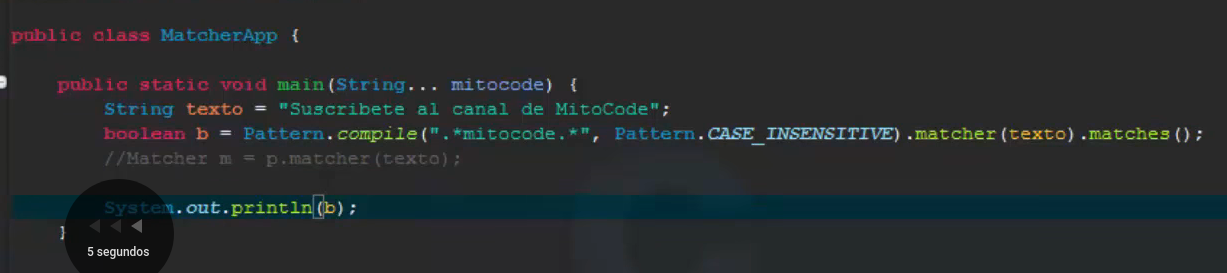 public class MatcherApp {
public static void main(String... mitocode) {
String texto = "Suscribete al canal de MitoCode";
boolean b = Pattern.compile(".*mitocode.*", Pattern.CASE_INSENSITIVE).matcher(texto).matches();
//Matcher m = p.matcher(texto);
System.out.println(b);
}
5 segundos